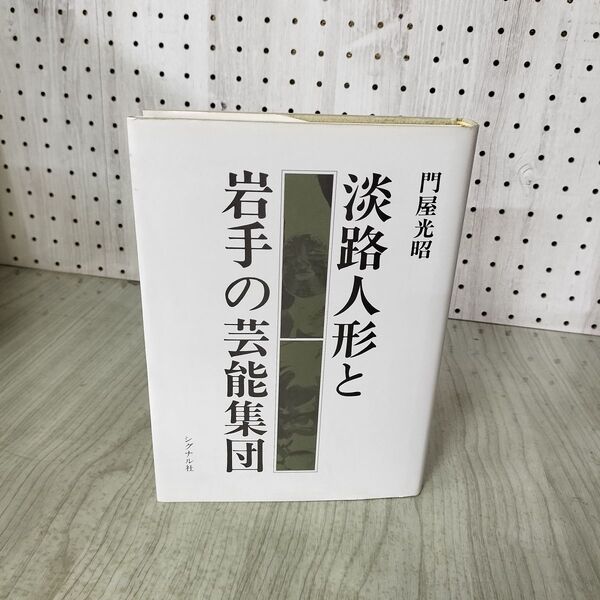 門屋光昭
淡路人形と
岩手の芸能集団
シグナル社